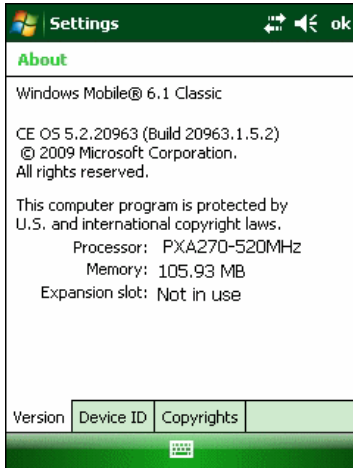 Settings
ok
About
Windows Mobile® 6.1 Classic
CE OS 5.2.20963 (Build 20963.1.5.2)
© 2009 Microsoft Corporation.
All rights reserved.
This computer program is protected by
U.S. and international copyright laws.
Processor: PXA270-520MHz
Memory: 105.93 MB
Expansion slot: Not in use
Version Device ID Copyrights